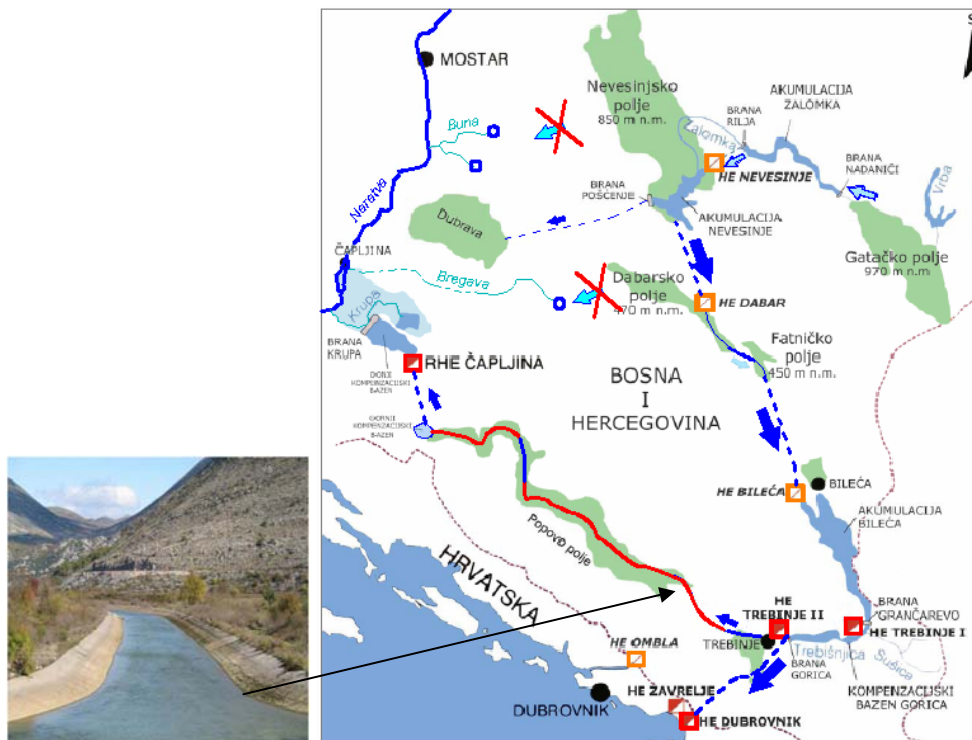 S
MOSTAR
Nevesinjsko
polje
850 m n.m.
AKUMULACIJA
ŽALOMKA
BRANA
RILJA
Buna
Žalomka
HE NEVESINJE
BRANA
NADANIĆI
Vrba
BRANA
POŠĆENJE
AKUMULACIJA
NEVESINJE
Neretva
Dubrava
Gatačko polje
970 m n.m
ČAPLJINA
Bregava
Dabarsko
polje
470 m n.m.
HE DABAR
Krupa
BRANA
KRUPA
Fatničko
polje
450 m n.m.
RHE ČAPLJINA
DONJI
KOMPENZACIJSKI
BAZEN
BOSNA
I
HERCEGOVINA
GORNJI
KOMPENZACIJSKI
BAZEN
HE BILEĆA
BILEĆA
AKUMULACIJA
BILEĆA
Popovo polje
HRVATSKA
HE
TREBINJE II
BRANA
GRANČAREVO
HE TREBINJE I
TREBINJE
Trebišnjica
Sušica
HE OMBLA
BRANA
GORICA
KOMPENZACIJSKI
BAZEN GORICA
HE ZAVRELJE
DUBROVNIK
HE DUBROVNIK